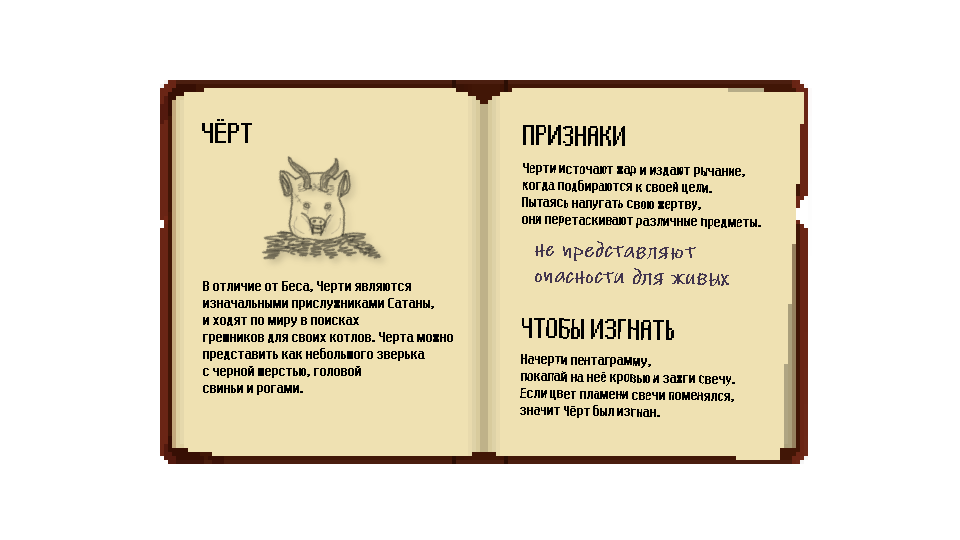 ЧЁРТ
В отличие от Беса, Черти являются
изначальными прислужниками Сатаны,
и ходят по миру в поисках
грешников для своих котлов. Черта можно
представить как небольшого зверька
с черной шерстью, головой
свиньи и рогами.
ПРИЗНАКИ
Черти источают жар и издают рычание,
когда подбираются к своей цели.
Пытаясь напугать свою жертву,
они перетаскивают различные предметы.
не представляют
опасности для живых
ЧТОБЫ ИЗГНАТЬ
Начерти пентаграмму,
покапай на неё кровью и зажги свечу.
Если цвет пламени свечи поменялся,
значит Чёрт был изгнан.